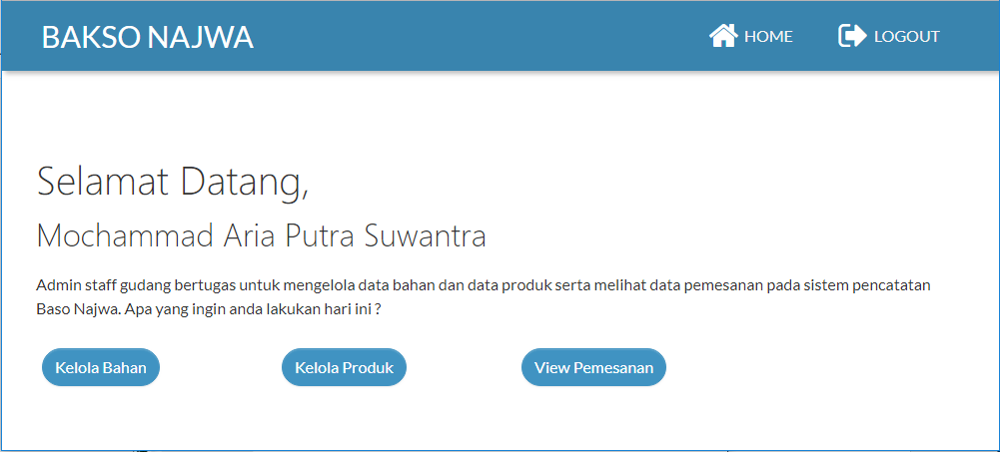 BAKSO NAJWA
HOME
LOGOUT
Selamat Datang,
Mochammad Aria Putra Suwantra
Admin staff gudang bertugas untuk mengelola data bahan dan data produk serta melihat data pemesanan pada sistem pencatatan
Baso Najwa. Apa yang ingin anda lakukan hari ini ?
Kelola Bahan
Kelola Produk
View Pemesanan